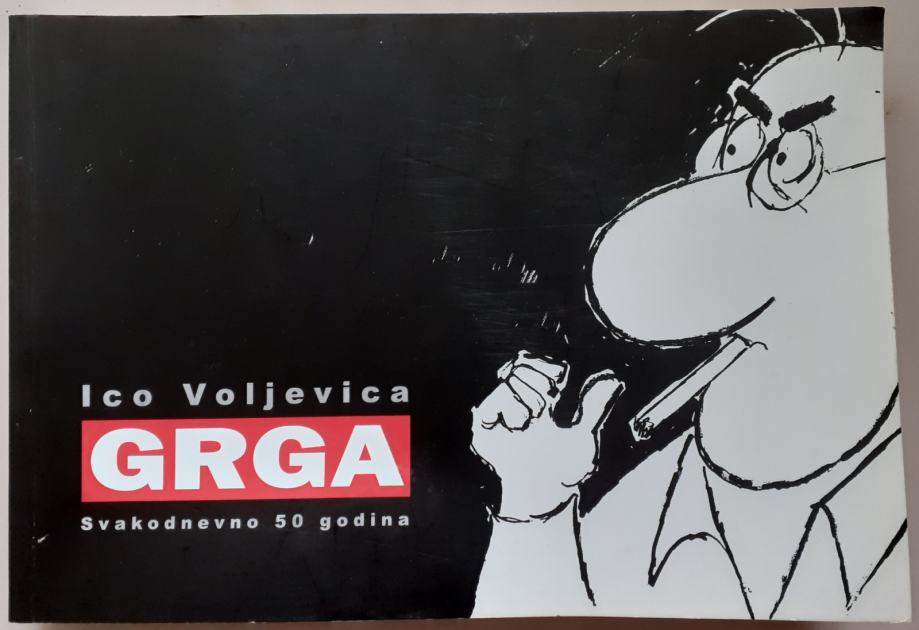 Ico Voljevica
GRGA
Svakodnevno 50 godina